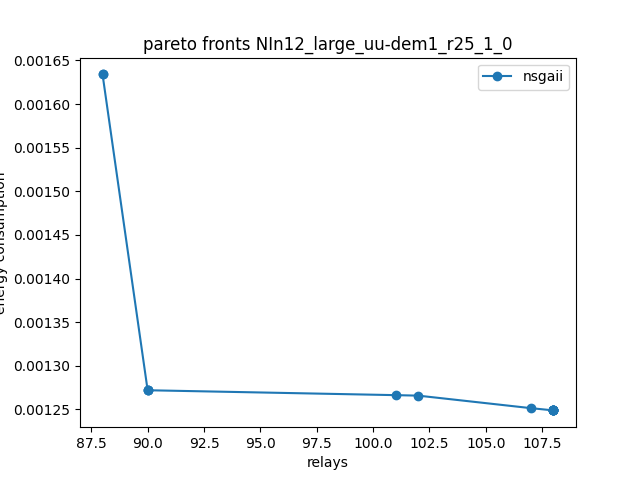 pareto fronts NIn12_large_uu-dem1_r25_1_0
nsgaii
0.00165
0.00160
0.00155
0.00150
0.00145
0.00140
0.00135
0.00130
0.00125
energy consumption
87.5 90.0 92.5 95.0 97.5 100.0 102.5 105.0 107.5
relays